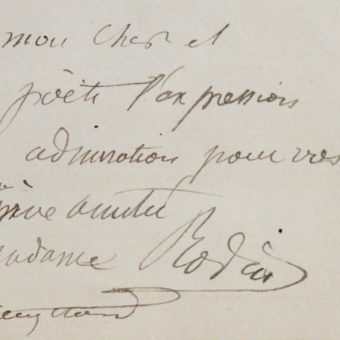 mon cher et
poète l'expression
admiration pour vos
amitié
Madame Rodin